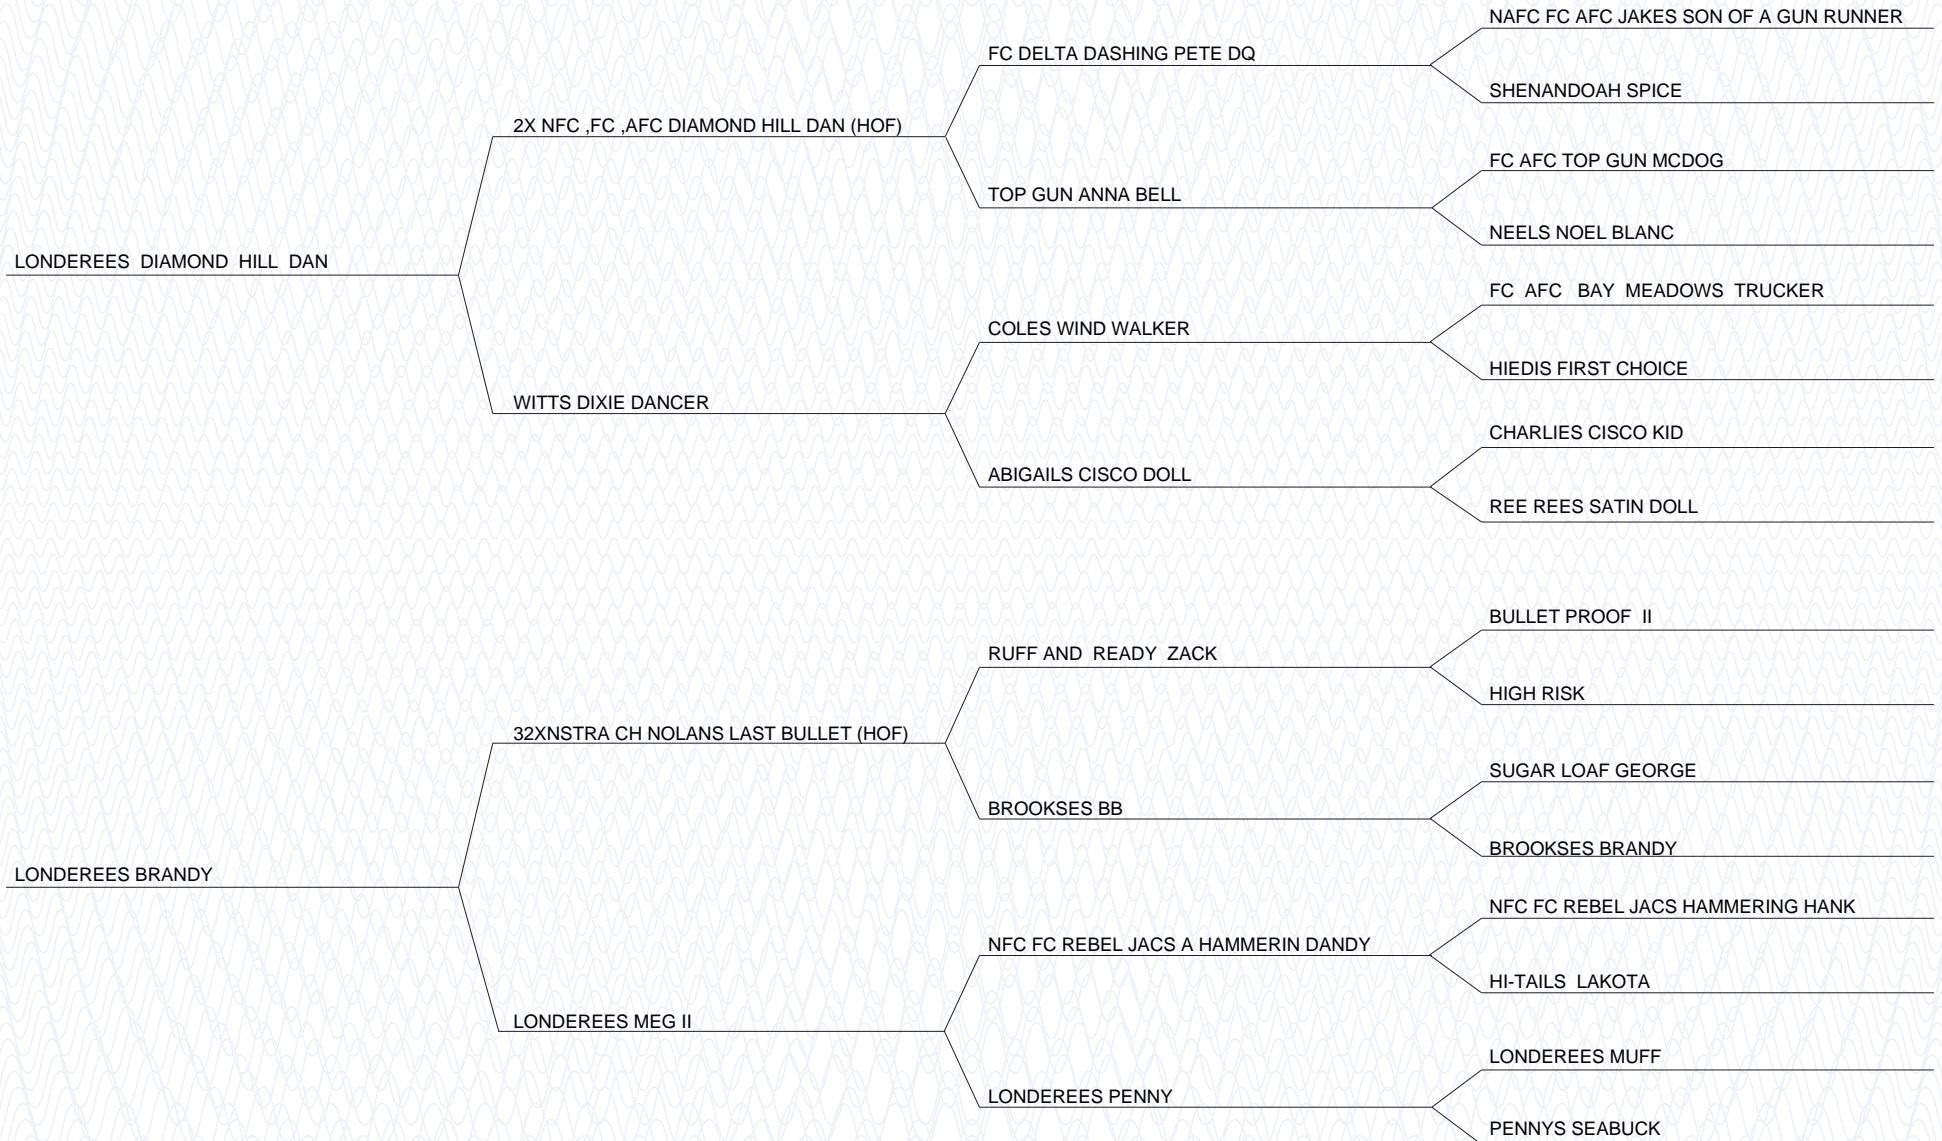 NAFC FC AFC JAKES SON OF A GUN RUNNER
FC DELTA DASHING PETE DQ
SHENANDOAH SPICE
2X NFC ,FC ,AFC DIAMOND HILL DAN (HOF)
FC AFC TOP GUN MCDOG
TOP GUN ANNA BELL
NEELS NOEL BLANC
LONDEREES DIAMOND HILL DAN
FC AFC BAY MEADOWS TRUCKER
COLES WIND WALKER
HIEDIS FIRST CHOICE
WITTS DIXIE DANCER
CHARLIES CISCO KID
ABIGAILS CISCO DOLL
REE REES SATIN DOLL
BULLET PROOF II
RUFF AND READY ZACK
HIGH RISK
32XNSTRA CH NOLANS LAST BULLET (HOF)
SUGAR LOAF GEORGE
BROOKSES BB
BROOKSES BRANDY
LONDEREES BRANDY
NFC FC REBEL JACS HAMMERING HANK
NFC FC REBEL JACS A HAMMERIN DANDY
HI-TAILS LAKOTA
LONDEREES MEG II
LONDEREES MUFF
LONDEREES PENNY
PENNYS SEABUCK